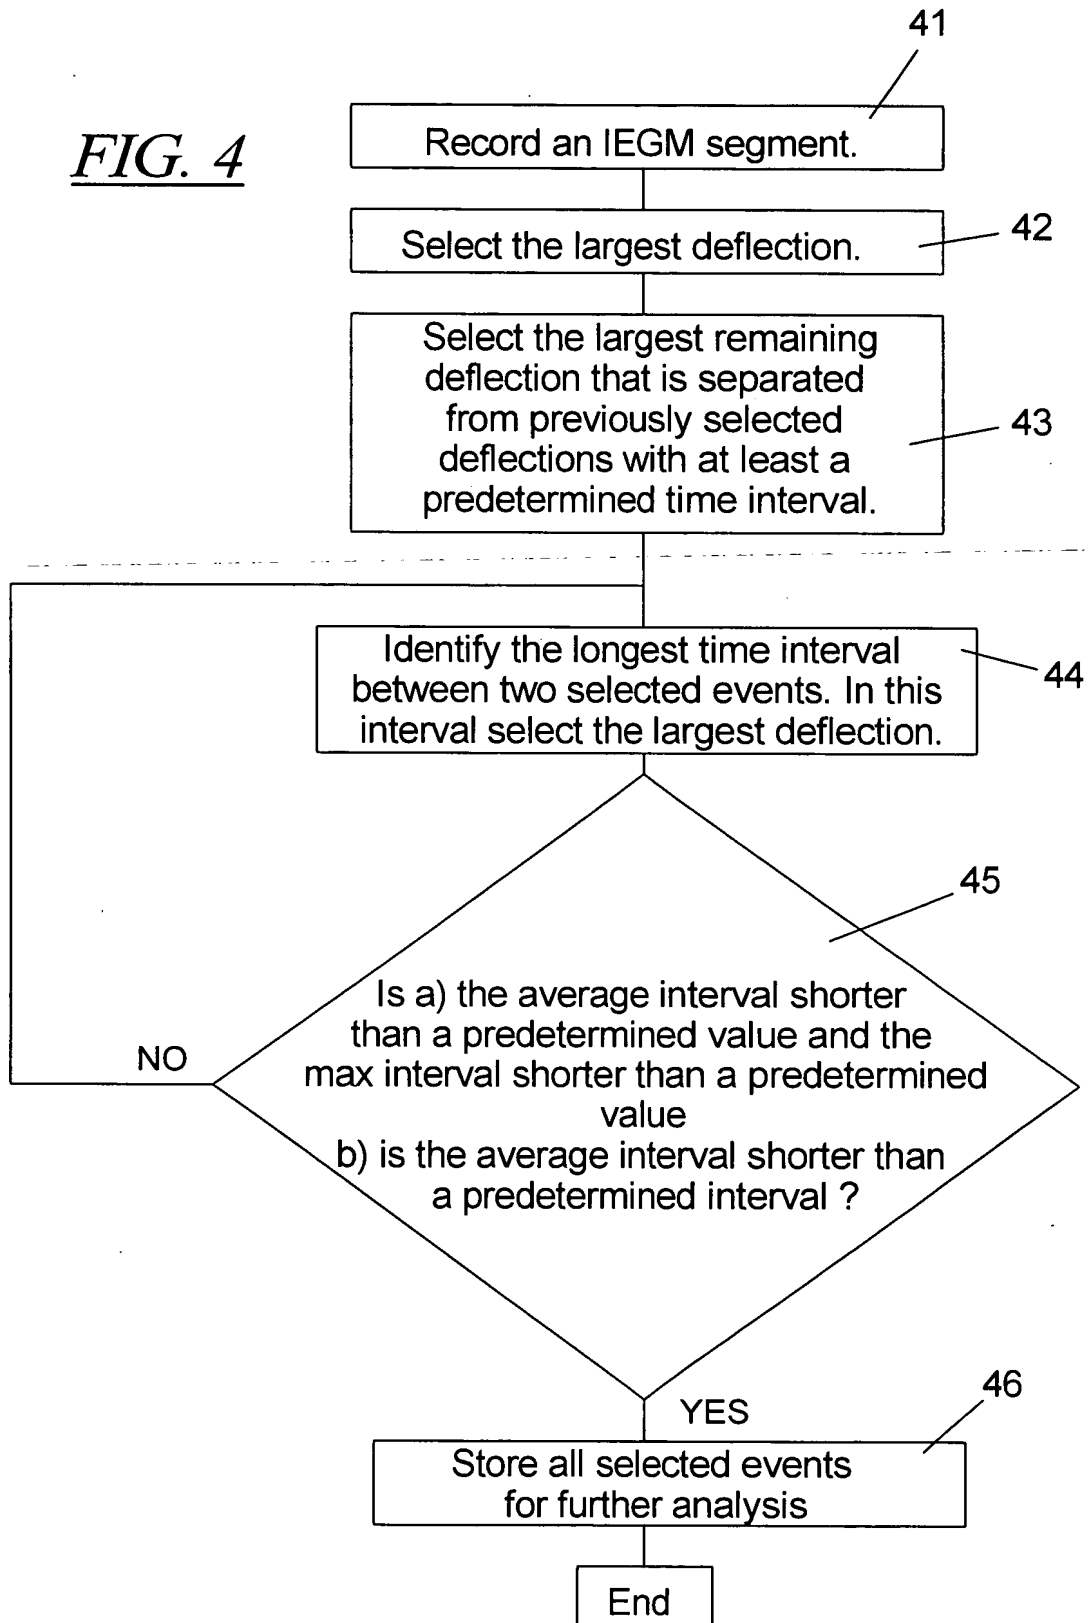 41
FIG. 4
Record an IEGM segment.
Select the largest deflection.
42
Select the largest remaining
deflection that is separated
from previously selected
deflections with at least a
predetermined time interval.
43
Identify the longest time interval
between two selected events. In this
interval select the largest deflection.
44
45
Is a) the average interval shorter
than a predetermined value and the
max interval shorter than a predetermined
value
b) is the average interval shorter than
a predetermined interval ?
NO
YES
46
Store all selected events
for further analysis
End